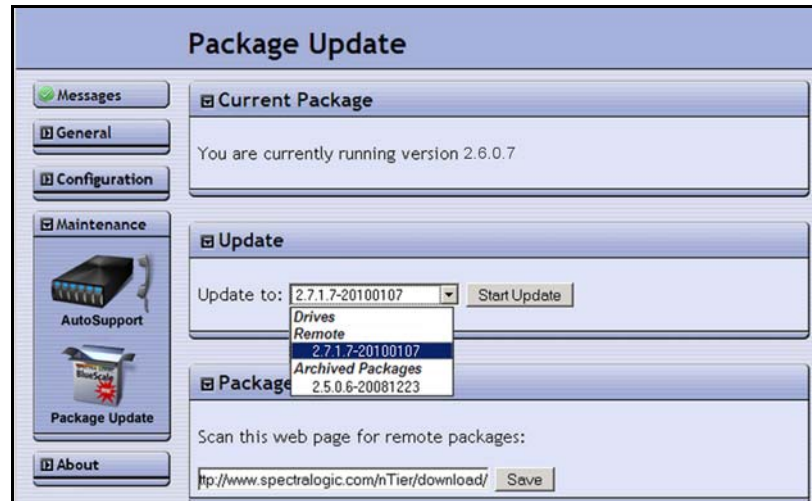 Package Update
Messages
General
Configuration
Maintenance
AutoSupport
BlueScale
Package Update
About
Current Package
You are currently running version 2.6.0.7
Update
Update to: 2.7.1.7-20100107 Start Update
Drives
Remote
2.7.1.7-20100107
Archived Packages
2.5.0.6-20081223
Package
Scan this web page for remote packages:
ttp://www.spectralogic.com/nTier/download/ Save